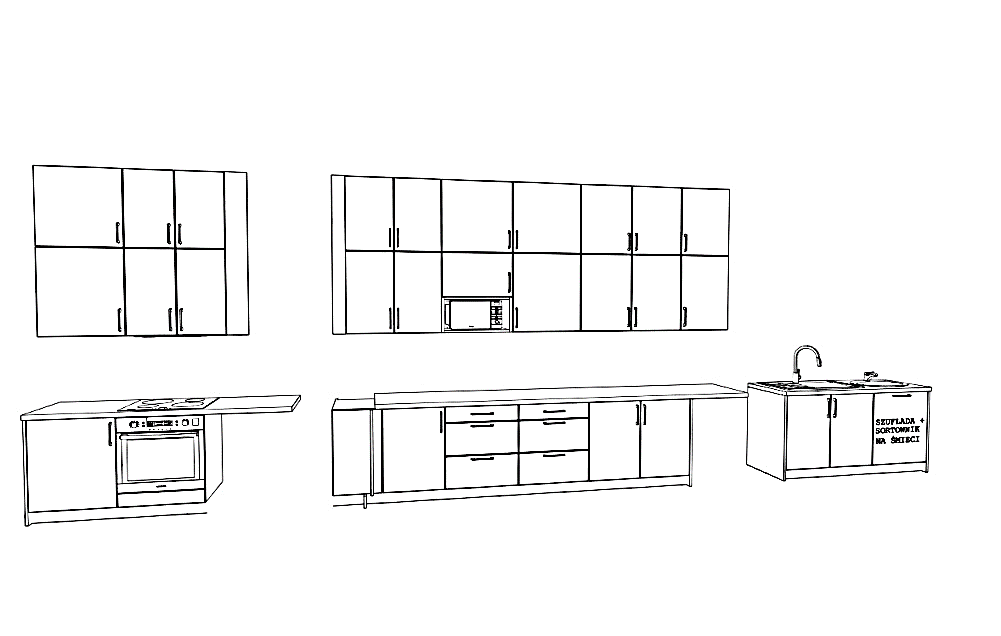 SZUFLADA +
SORTOWNIK
NA ŚMIECI